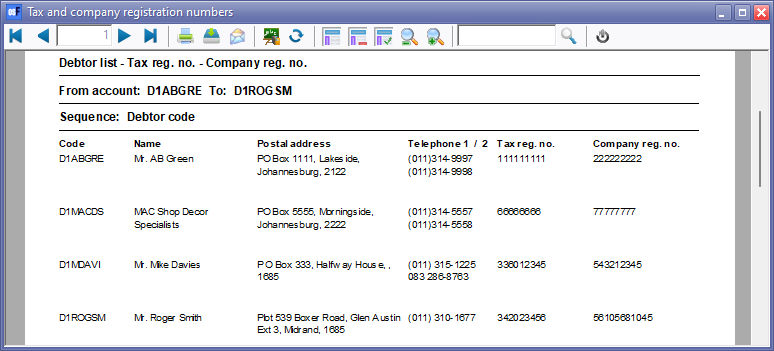 Tax and company registration numbers
1
Debtor list - Tax reg. no. - Company reg. no.
From account: D1ABGRE To: D1ROGSM
Sequence: Debtor code
Code Name Postal address Telephone 1 / 2 Tax reg. no. Company reg. no.
D1ABGRE Mr. AB Green PO Box 1111, Lakeside, (011)314-9997 111111111 222222222
Johannesburg, 2122 (011)314-9998
D1MACDS MAC Shop Decor PO Box 5555, Morningside, (011)314-5557 66666666 77777777
Specialists Johannesburg, 2222 (011)314-5558
D1MDAVI Mr. Mike Davies P O Box 333, Halfway House, , (011) 315-1225 336012345 543212345
1685 083 286-8763
D1ROGSM Mr. Roger Smith Plot 539 Boxer Road, Glen Austin (011) 310-1677 342023456 56105681045
Ext 3, Midrand, 1685